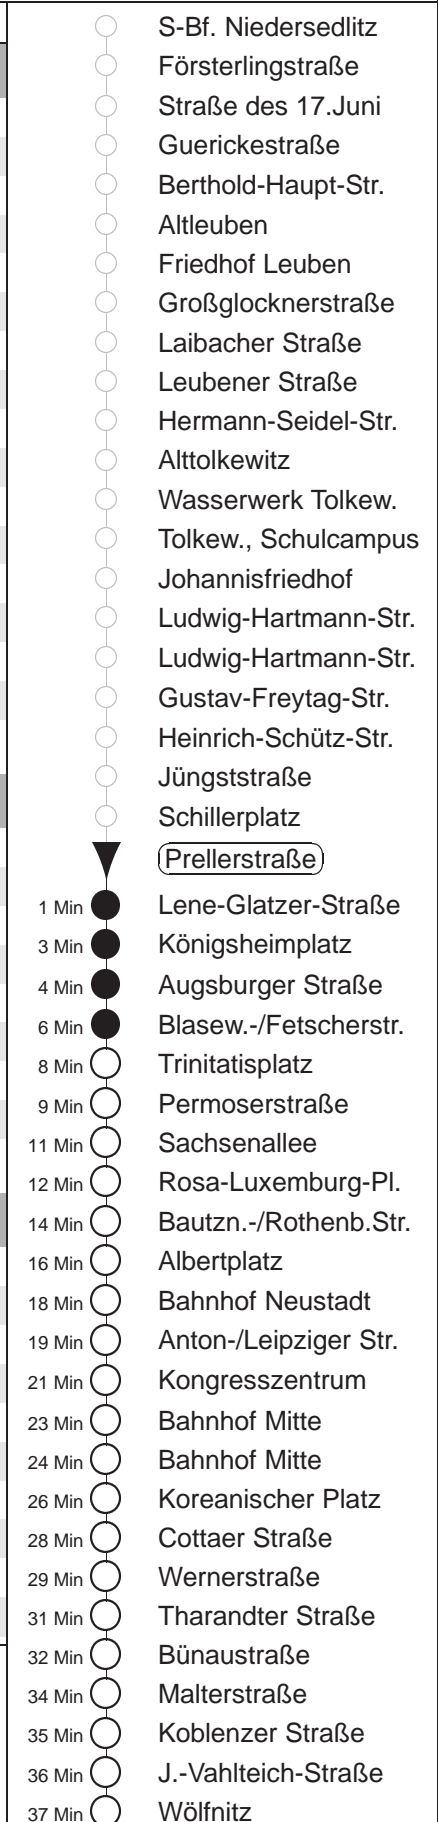 S-Bf. Niedersedlitz
Försterlingstraße
Straße des 17.Juni
Guerickestraße
Berthold-Haupt-Str.
Altleuben
Friedhof Leuben
Großglocknerstraße
Laibacher Straße
Leubener Straße
Hermann-Seidel-Str.
Alttolkewitz
Wasserwerk Tolkew.
Tolkew., Schulcampus
Johannisfriedhof
Ludwig-Hartmann-Str.
Ludwig-Hartmann-Str.
Gustav-Freytag-Str.
Heinrich-Schütz-Str.
Jüngststraße
Schillerplatz
Prellerstraße
1 Min Lene-Glatzer-Straße
3 Min Königsheimplatz
4 Min Augsburger Straße
6 Min Blasew.-/Fetscherstr.
8 Min Trinitatisplatz
9 Min Permoserstraße
11 Min Sachsenallee
12 Min Rosa-Luxemburg-Pl.
14 Min Bautzn.-/Rothenb.Str.
16 Min Albertplatz
18 Min Bahnhof Neustadt
19 Min Anton-/Leipziger Str.
21 Min Kongresszentrum
23 Min Bahnhof Mitte
24 Min Bahnhof Mitte
26 Min Koreanischer Platz
28 Min Cottaer Straße
29 Min Wernerstraße
31 Min Tharandter Straße
32 Min Bünaustraße
34 Min Malterstraße
35 Min Koblenzer Straße
36 Min J.-Vahlteich-Straße
37 Min Wölfnitz